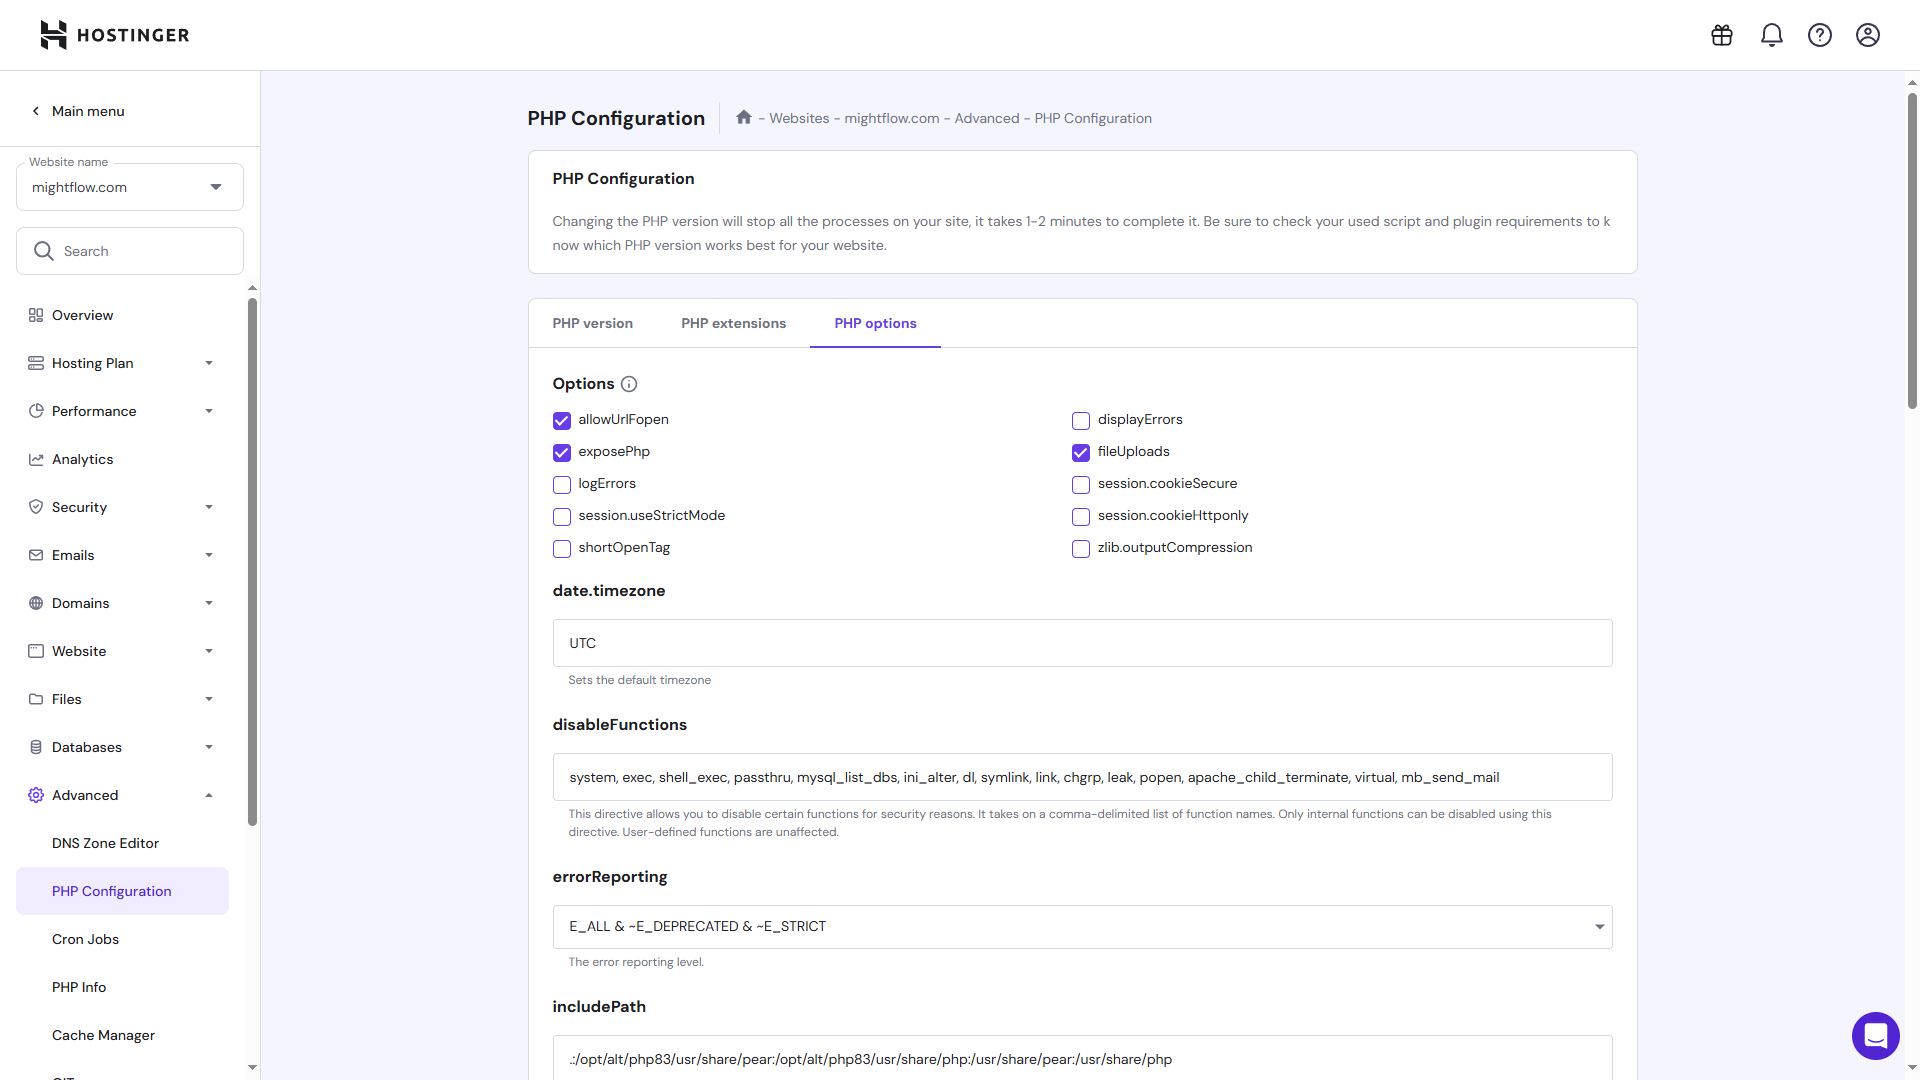 HOSTINGER
Main menu
Website name
mightflow.com
Search
Overview
Hosting Plan
Performance
Analytics
Security
Emails
Domains
Website
Files
Databases
Advanced
DNS Zone Editor
PHP Configuration
Cron Jobs
PHP Info
Cache Manager
PHP Configuration
- Websites - mightflow.com - Advanced - PHP Configuration
PHP Configuration
Changing the PHP version will stop all the processes on your site, it takes 1-2 minutes to complete it. Be sure to check your used script and plugin requirements to k
now which PHP version works best for your website.
PHP version PHP extensions PHP options
Options
allowUrlFopen displayErrors
exposePhp fileUploads
logErrors session.cookieSecure
session.useStrictMode session.cookieHttponly
shortOpenTag zlib.outputCompression
date.timezone
UTC
Sets the default timezone
disableFunctions
system, exec, shell_exec, passthru, mysql_list_dbs, ini_alter, dl, symlink, link, chgrp, leak, popen, apache_child_terminate, virtual, mb_send_mail
This directive allows you to disable certain functions for security reasons. It takes on a comma-delimited list of function names. Only internal functions can be disabled using this
directive. User-defined functions are unaffected.
errorReporting
E_ALL & ~E_DEPRECATED & ~E_STRICT
The error reporting level.
includePath
.:/opt/alt/php83/usr/share/pear:/opt/alt/php83/usr/share/php:/usr/share/pear:/usr/share/php